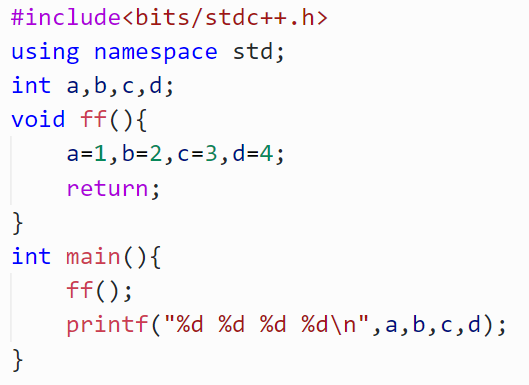 #include<bits/stdc++.h>
using namespace std;
int a,b,c,d;
void ff(){
    a=1,b=2,c=3,d=4;
    return;
}
int main(){
    ff();
    printf("%d %d %d %d\n",a,b,c,d);
}